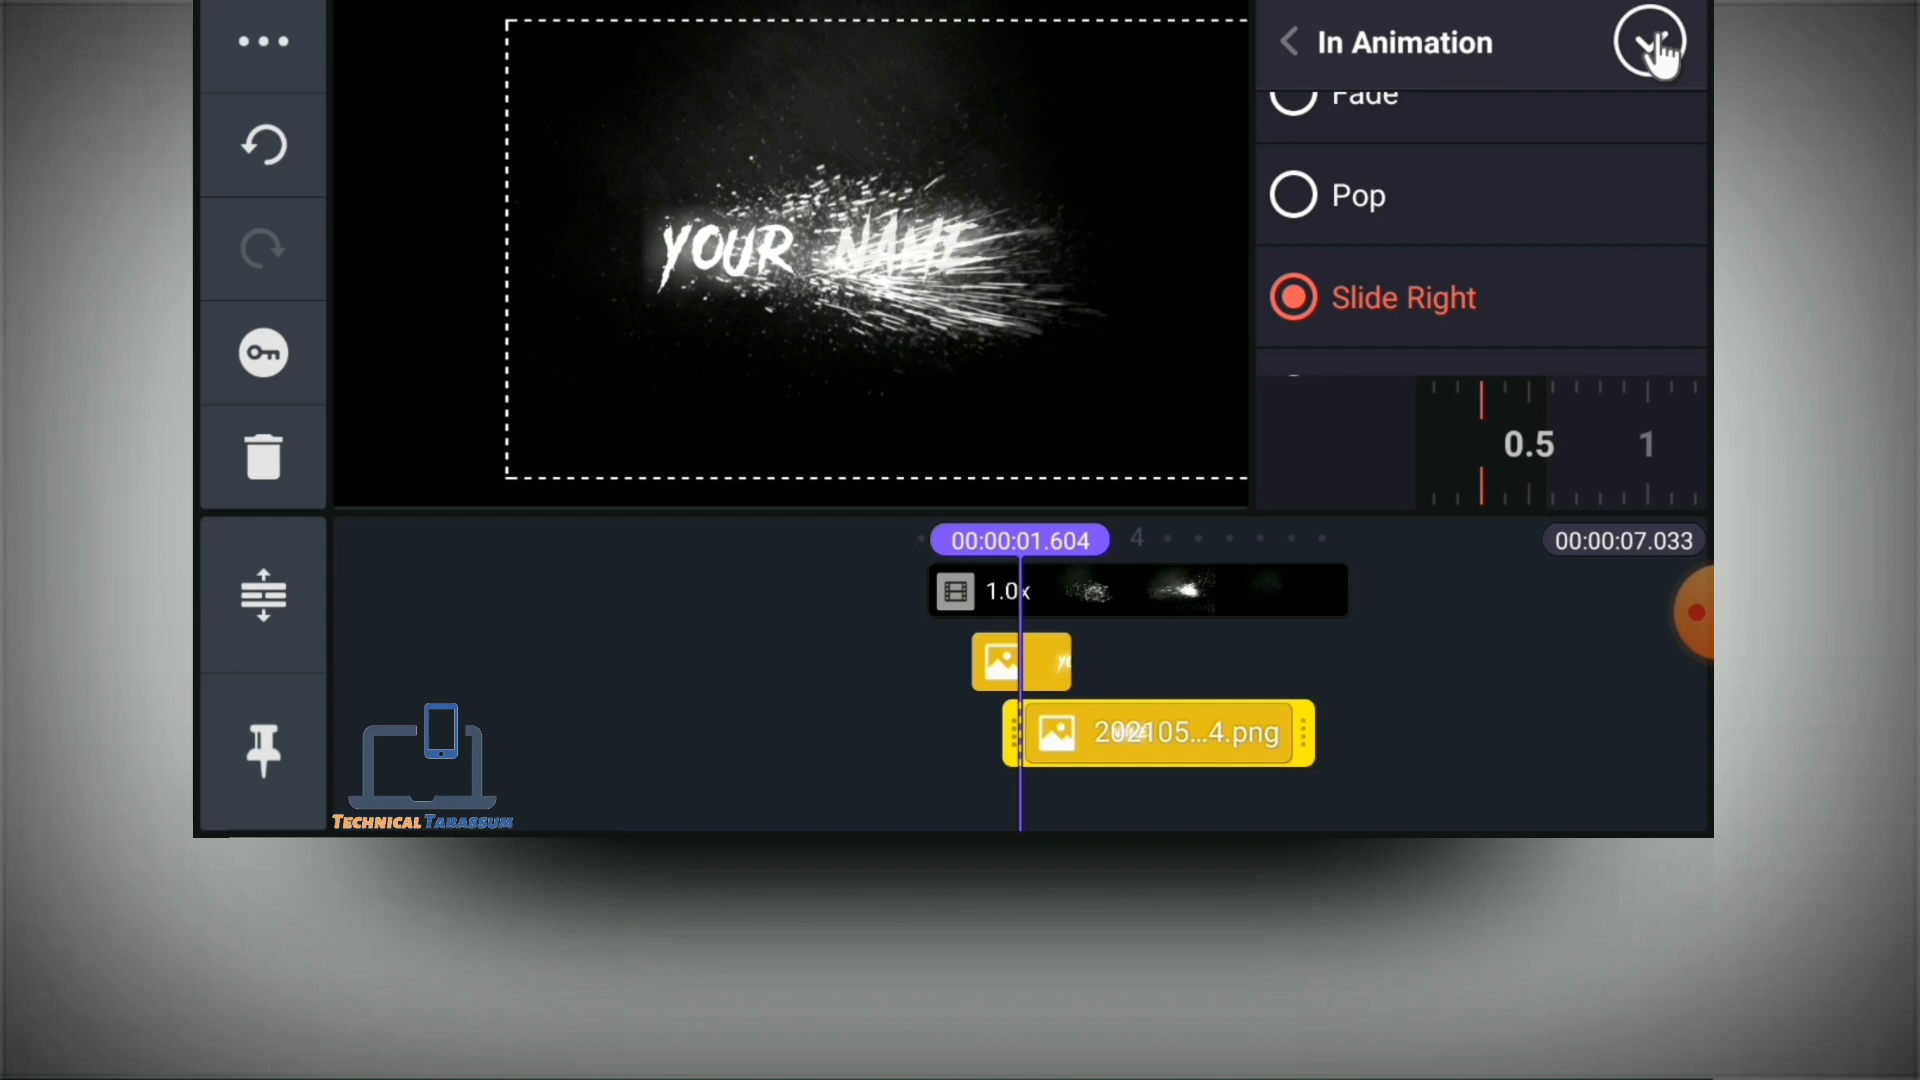 In Animation
Fade
Pop
Slide Right
0.5
1
YOUR NAME
00:00:01.604
4
00:00:07.033
1.0x
202105...4.png
TECHNICAL TABASSUM